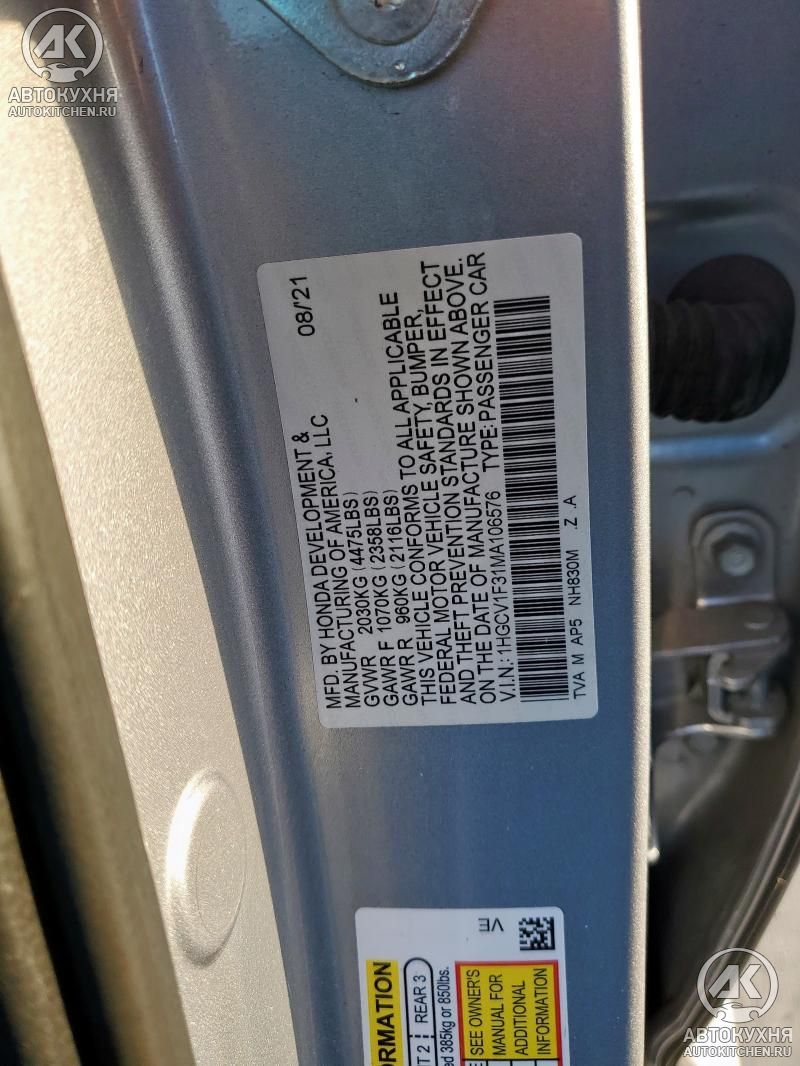 AK
АВТОКУХНЯ
AUTOKITCHEN.RU
08/'21
MFD. BY HONDA DEVELOPMENT &
MANUFACTURING OF AMERICA, LLC
GVWR 2030KG (4475LBS)
GAWR F 1070KG (2358LBS)
GAWR R 960KG (2116LBS)
THIS VEHICLE CONFORMS TO ALL APPLICABLE
FEDERAL MOTOR VEHICLE SAFETY, BUMPER,
AND THEFT PREVENTION STANDARDS IN EFFECT
ON THE DATE OF MANUFACTURE SHOWN ABOVE.
V.I.N.: 1HGCV1F31MA106576 TYPE: PASSENGER CAR
TVA M AP5 NH830M .Z .A
VE
ORMATION
T 2 REAR 3
ed 385kg or 850lbs.
SEE OWNER'S
MANUAL FOR
ADDITIONAL
INFORMATION
AK
АВТОКУХНЯ
AUTOKITCHEN.RU